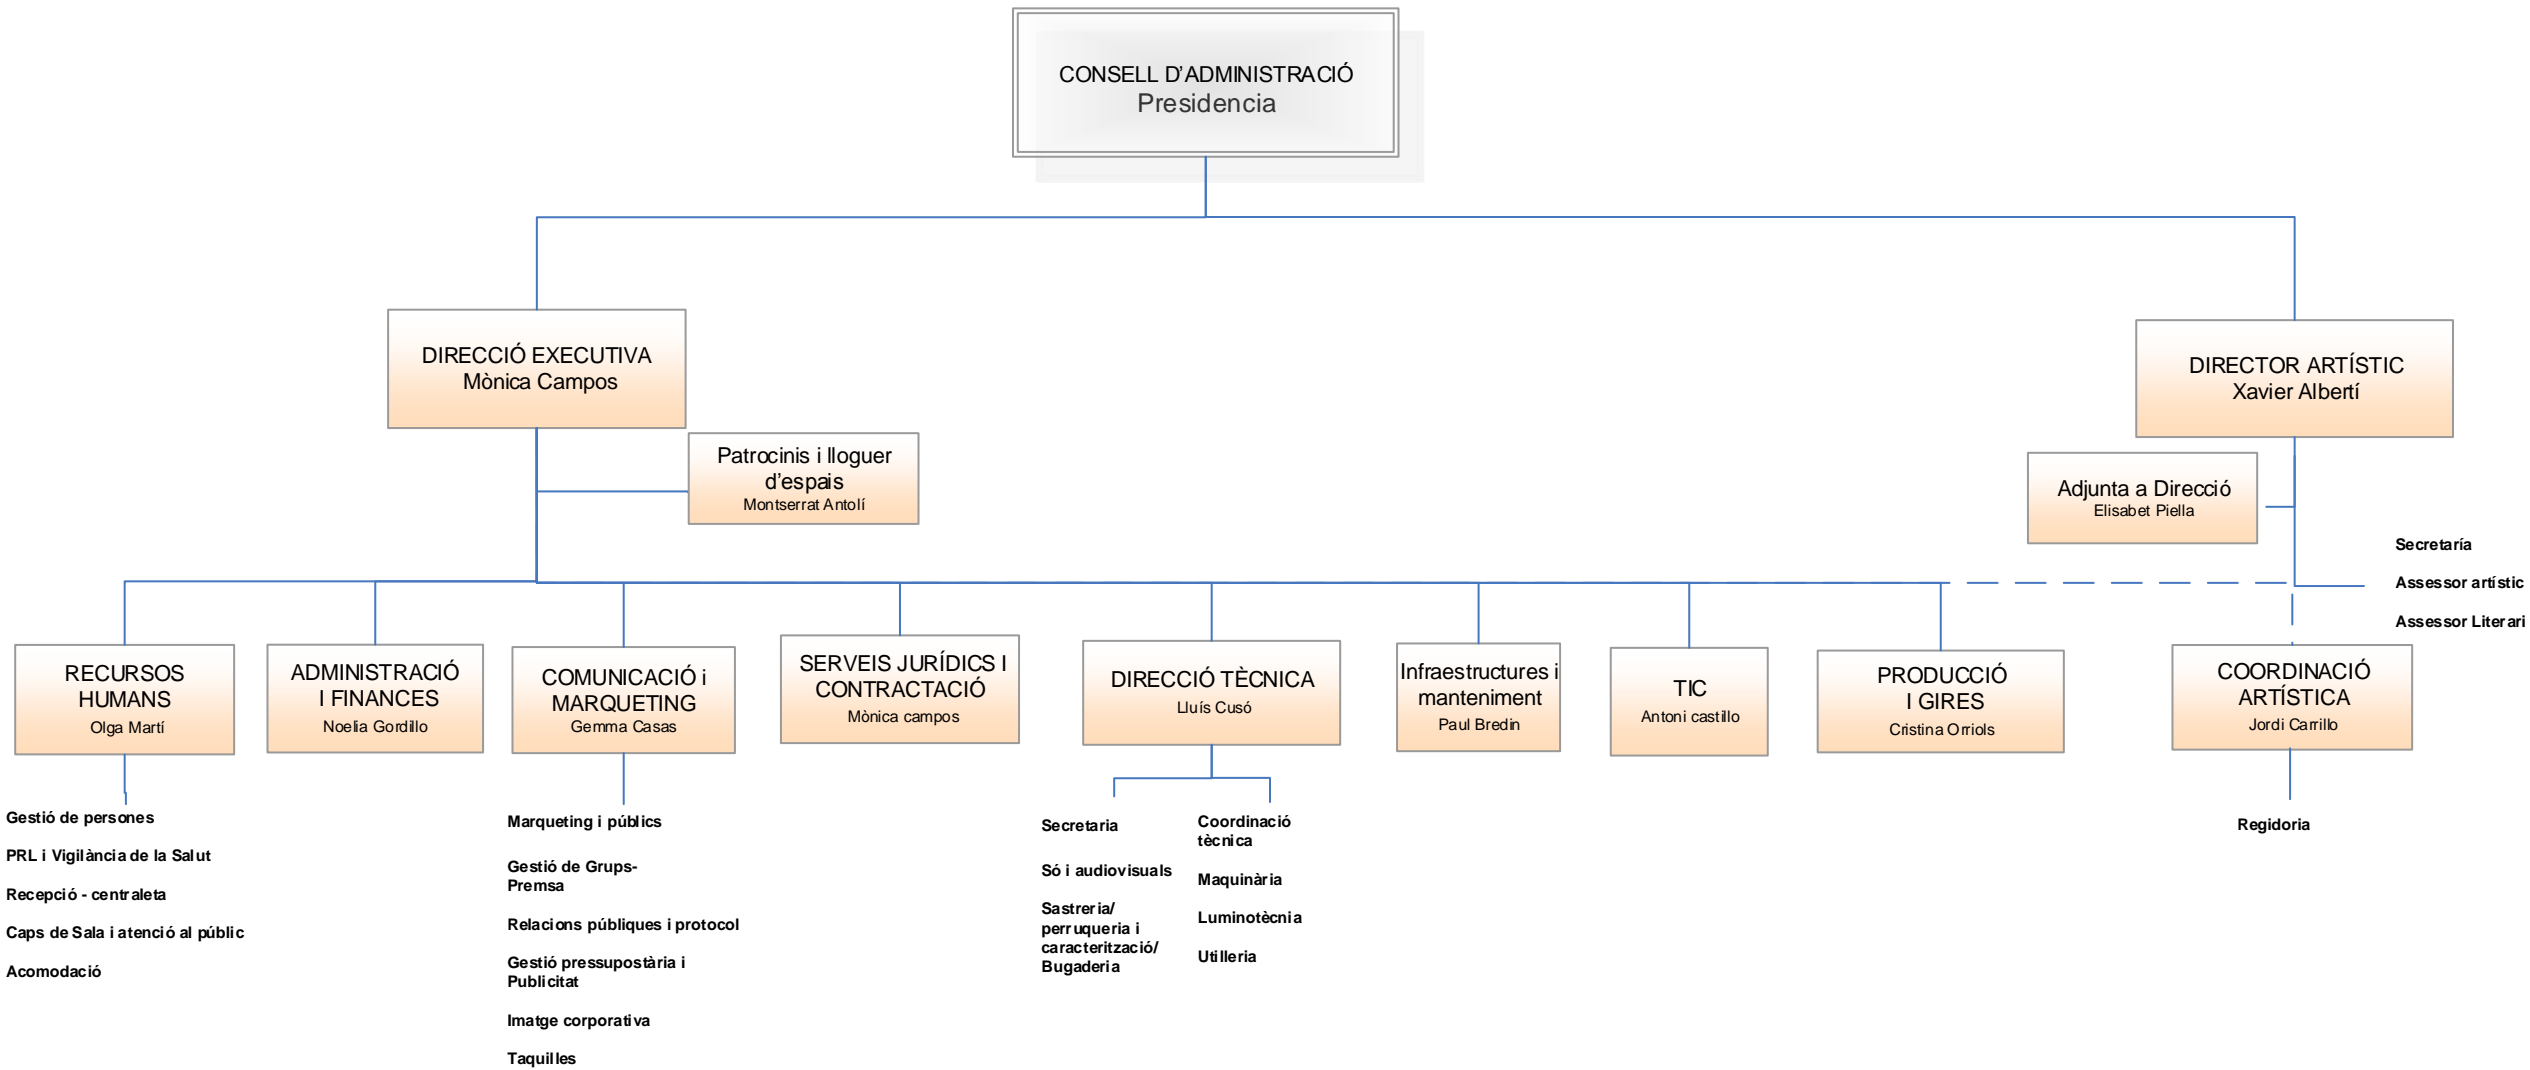 CONSELL D'ADMINISTRACIÓ
Presidencia
DIRECCIÓ EXECUTIVA
Mònica Campos
DIRECTOR ARTÍSTIC
Xavier Albertí
Patrocinis i lloguer
d'espais
Montserrat Antolí
Adjunta a Direcció
Elisabet Piella
Secretaría
Assessor artístic
Assessor Literari
RECURSOS
HUMANS
Olga Martí
ADMINISTRACIÓ
I FINANCES
Noelia Gordillo
COMUNICACIÓ i
MARQUETING
Gemma Casas
SERVEIS JURÍDICS I
CONTRACTACIÓ
Mònica campos
DIRECCIÓ TÈCNICA
Lluís Cusó
Infraestructures i
manteniment
Paul Bredin
TIC
Antoni castillo
PRODUCCIÓ
I GIRES
Cristina Orriols
COORDINACIÓ
ARTÍSTICA
Jordi Carrillo
Gestió de persones
PRL i Vigilància de la Salut
Recepció - centraleta
Caps de Sala i atenció al públic
Acomodació
Marqueting i públics
Gestió de Grups-
Premsa
Relacions públiques i protocol
Gestió pressupostària i
Publicitat
Imatge corporativa
Taquilles
Secretaria
Só i audiovisuals
Sastreria/
perruqueria i
caracterització/
Bugaderia
Coordinació
tècnica
Maquinària
Luminotècnia
Utilleria
Regidoria